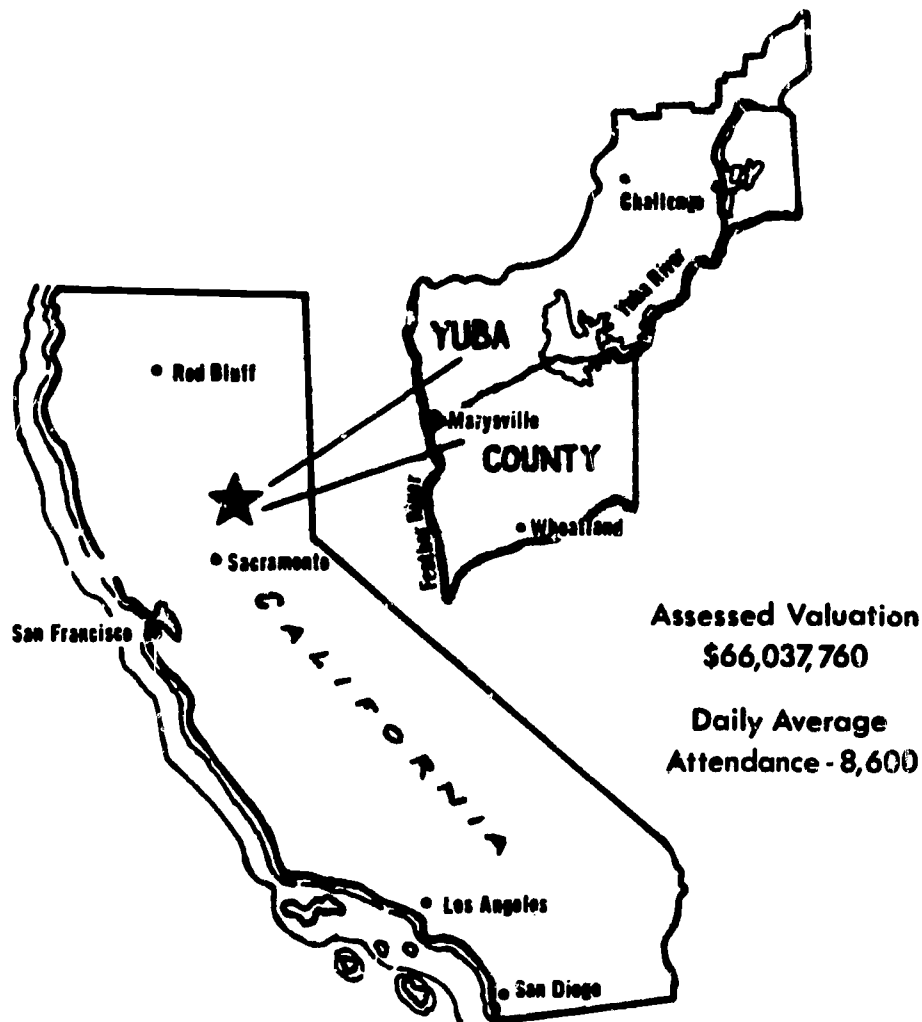 Challenge
Yuba River
YUBA
Red Bluff
Marysville
COUNTY
Feather River
Wheatland
Sacramento
San Francisco
CALIFORNIA
Assessed Valuation
$66,037,760
Daily Average
Attendance - 8,600
Los Angeles
San Diego